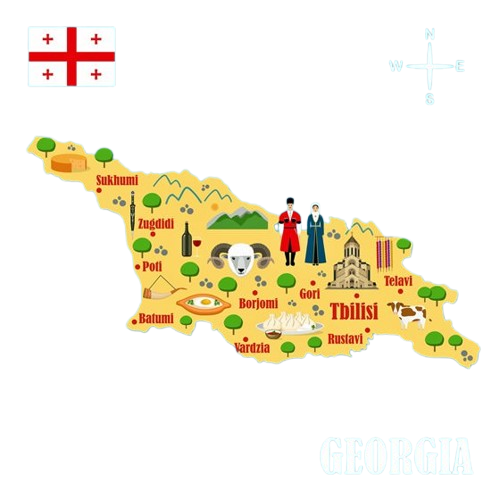 N
W E
S
Sukhumi
Zugdidi
Poti
Telavi
Gori
Borjomi
Tbilisi
Batumi
Rustavi
Vardzia
GEORGIA